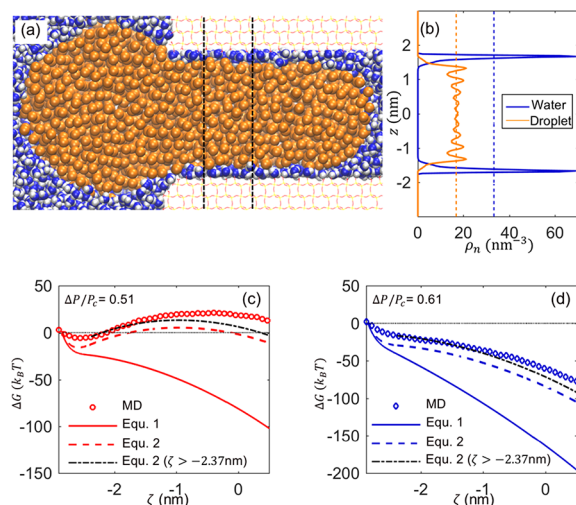 (a)
(b)
2
1
0
-1
-2
z (nm)
Water
Droplet
0 20 40 60
ρn (nm⁻³)
(c)
ΔP/Pc= 0.51
50
0
-50
-100
-150
ΔG (kBT)
MD
Equ. 1
Equ. 2
Equ. 2 (ζ > −2.37nm)
-2 -1 0
ζ (nm)
(d)
ΔP/Pc= 0.61
50
0
-50
-100
-150
-200
ΔG (kBT)
MD
Equ. 1
Equ. 2
Equ. 2 (ζ > −2.37nm)
-2 -1 0
ζ (nm)